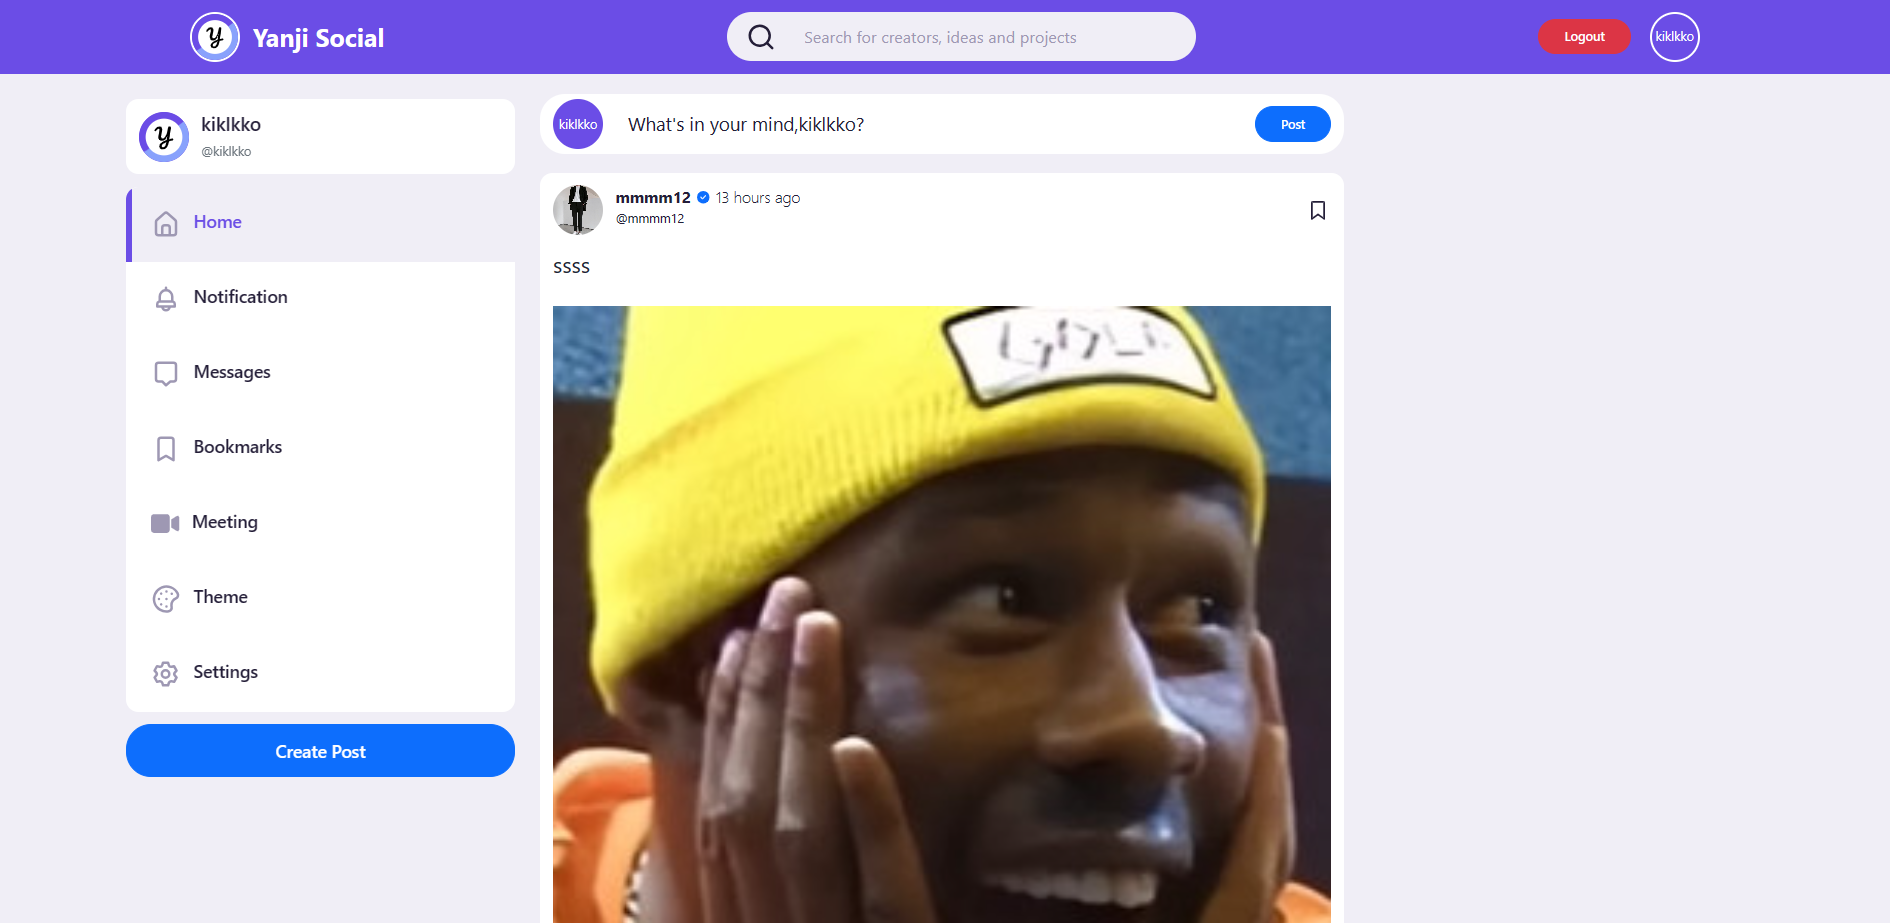 Yanji Social
Search for creators, ideas and projects
Logout
kiklkko
kiklkko
@kiklkko
Home
Notification
Messages
Bookmarks
Meeting
Theme
Settings
Create Post
kiklkko
What's in your mind,kiklkko?
Post
mmmm12 13 hours ago
@mmmm12
ssss